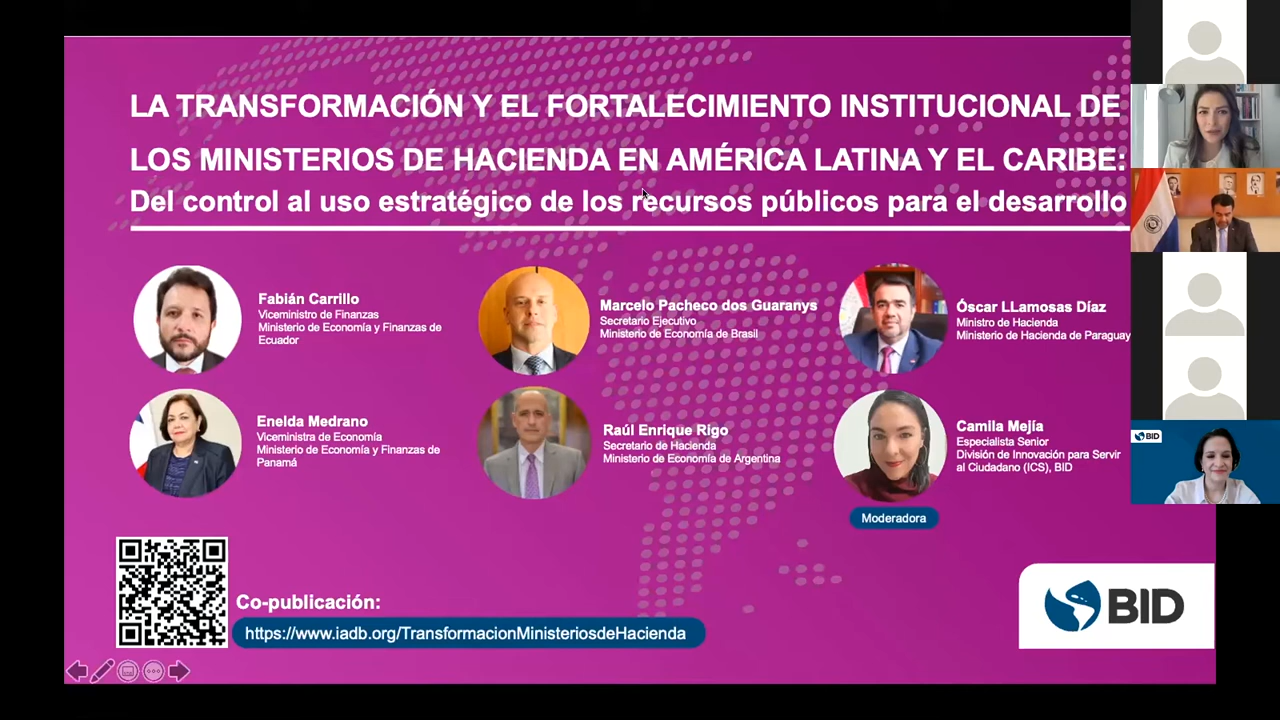 LA TRANSFORMACIÓN Y EL FORTALECIMIENTO INSTITUCIONAL DE
LOS MINISTERIOS DE HACIENDA EN AMÉRICA LATINA Y EL CARIBE:
Del control al uso estratégico de los recursos públicos para el desarrollo
Fabián Carrillo
Viceministro de Finanzas
Ministerio de Economía y Finanzas de
Ecuador
Marcelo Pacheco dos Guaranys
Secretario Ejecutivo
Ministerio de Economía de Brasil
Óscar LLamosas Díaz
Ministro de Hacienda
Ministerio de Hacienda de Paraguay
Enelda Medrano
Viceministra de Economía
Ministerio de Economía y Finanzas de
Panamá
Raúl Enrique Rigo
Secretario de Hacienda
Ministerio de Economía de Argentina
Camila Mejía
Especialista Senior
División de Innovación para Servir
al Ciudadano (ICS), BID
Moderadora
Co-publicación:
https://www.iadb.org/TransformacionMinisteriosdeHacienda
BID
BID